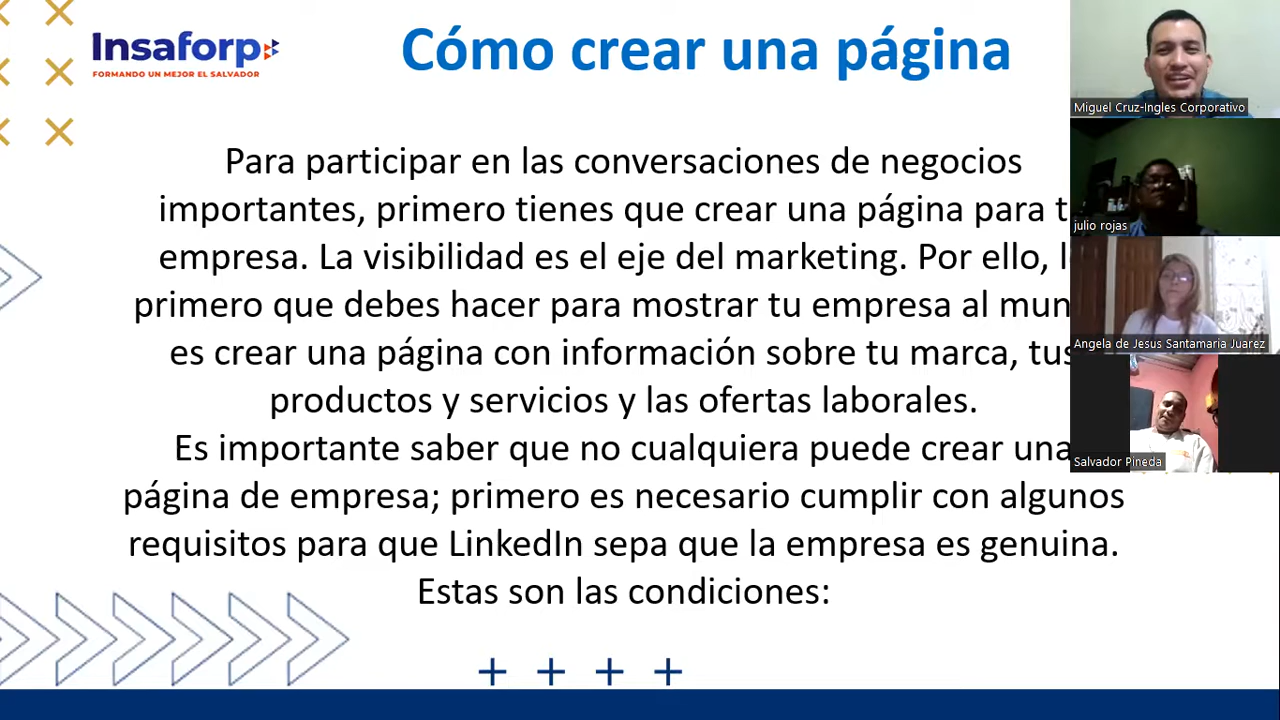 Insaforp
FORMANDO UN MEJOR EL SALVADOR
Cómo crear una página
Para participar en las conversaciones de negocios
importantes, primero tienes que crear una página para
empresa. La visibilidad es el eje del marketing. Por ello,
primero que debes hacer para mostrar tu empresa al
es crear una página con información sobre tu marca, tus
productos y servicios y las ofertas laborales.
Es importante saber que no cualquiera puede crear una
página de empresa; primero es necesario cumplir con algunos
requisitos para que LinkedIn sepa que la empresa es genuina.
Estas son las condiciones:
Miguel Cruz-Ingles Corporativo
julio rojas
Angela de Jesus Santamaria Juarez
Salvador Pineda